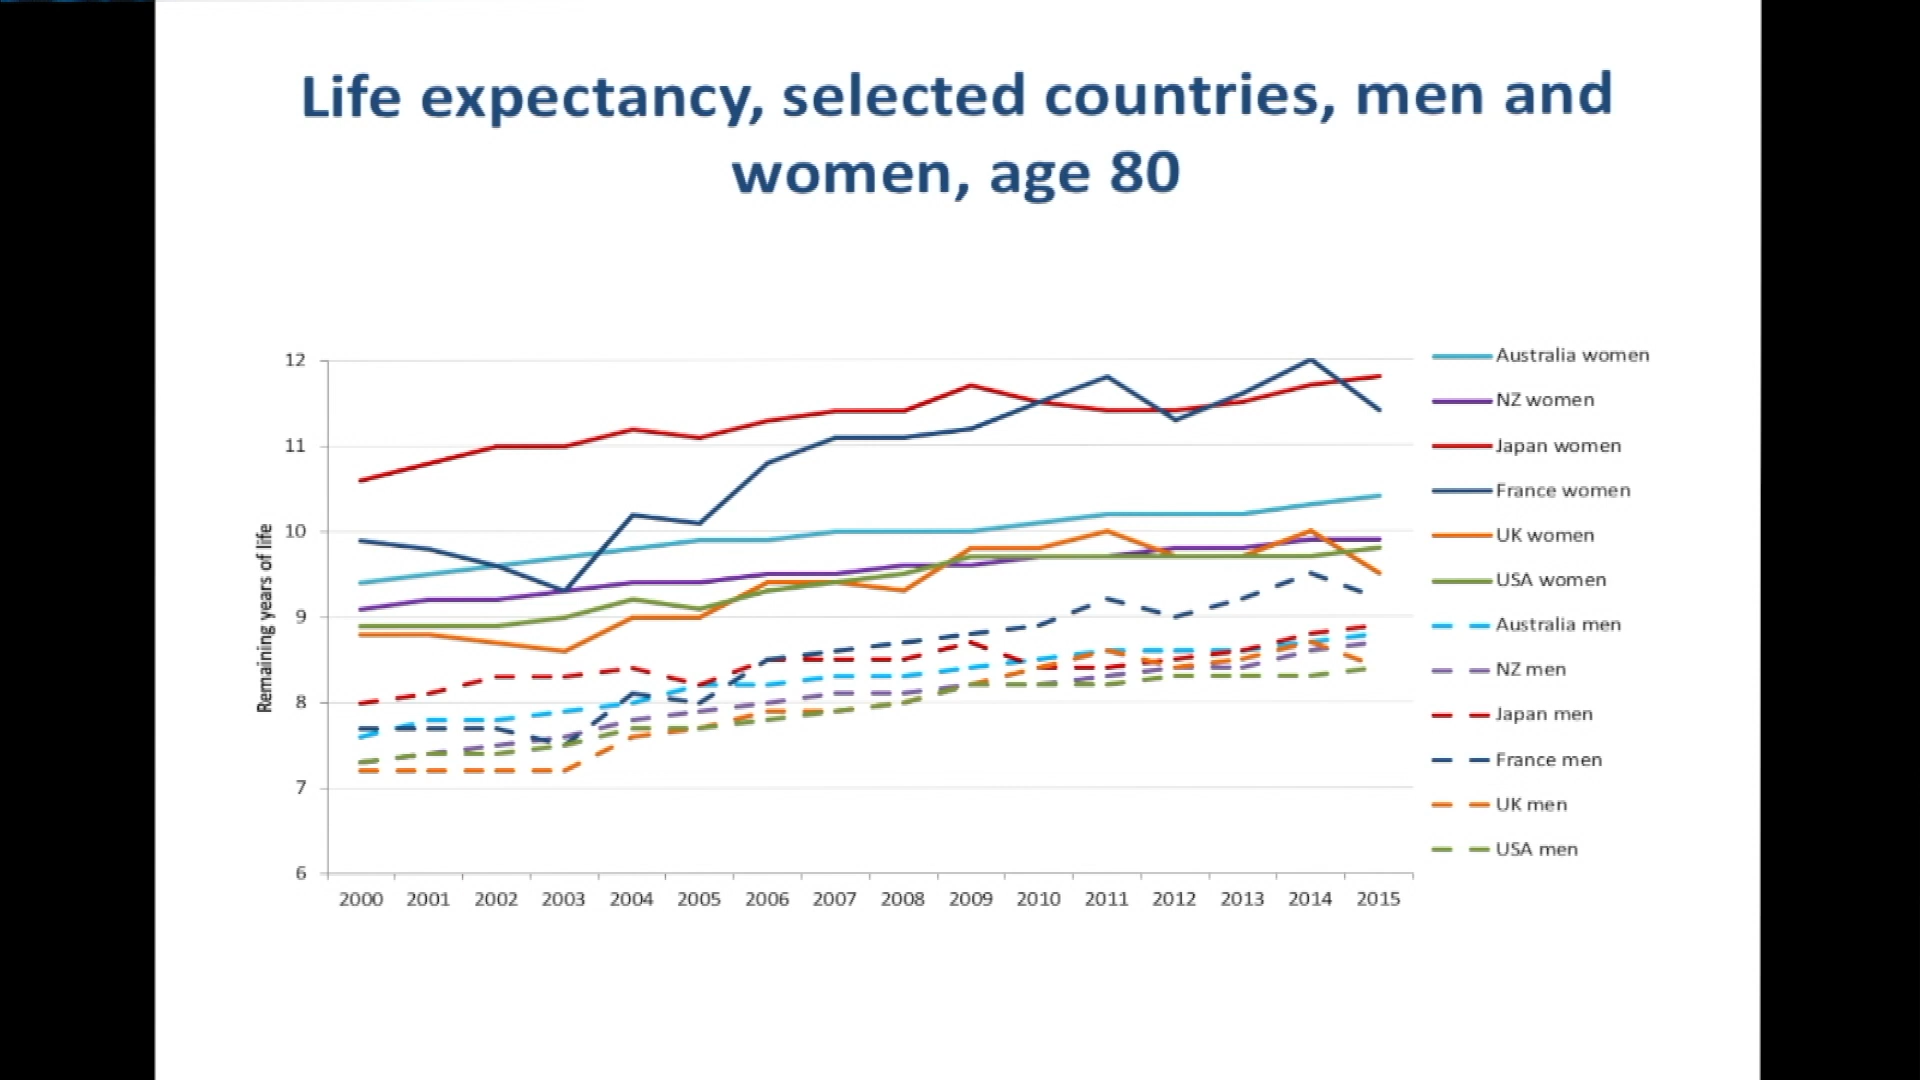 Life expectancy, selected countries, men and
women, age 80
Remaining years of life
12
11
10
9
8
7
6
2000 2001 2002 2003 2004 2005 2006 2007 2008 2009 2010 2011 2012 2013 2014 2015
Australia women
NZ women
Japan women
France women
UK women
USA women
Australia men
NZ men
Japan men
France men
UK men
USA men